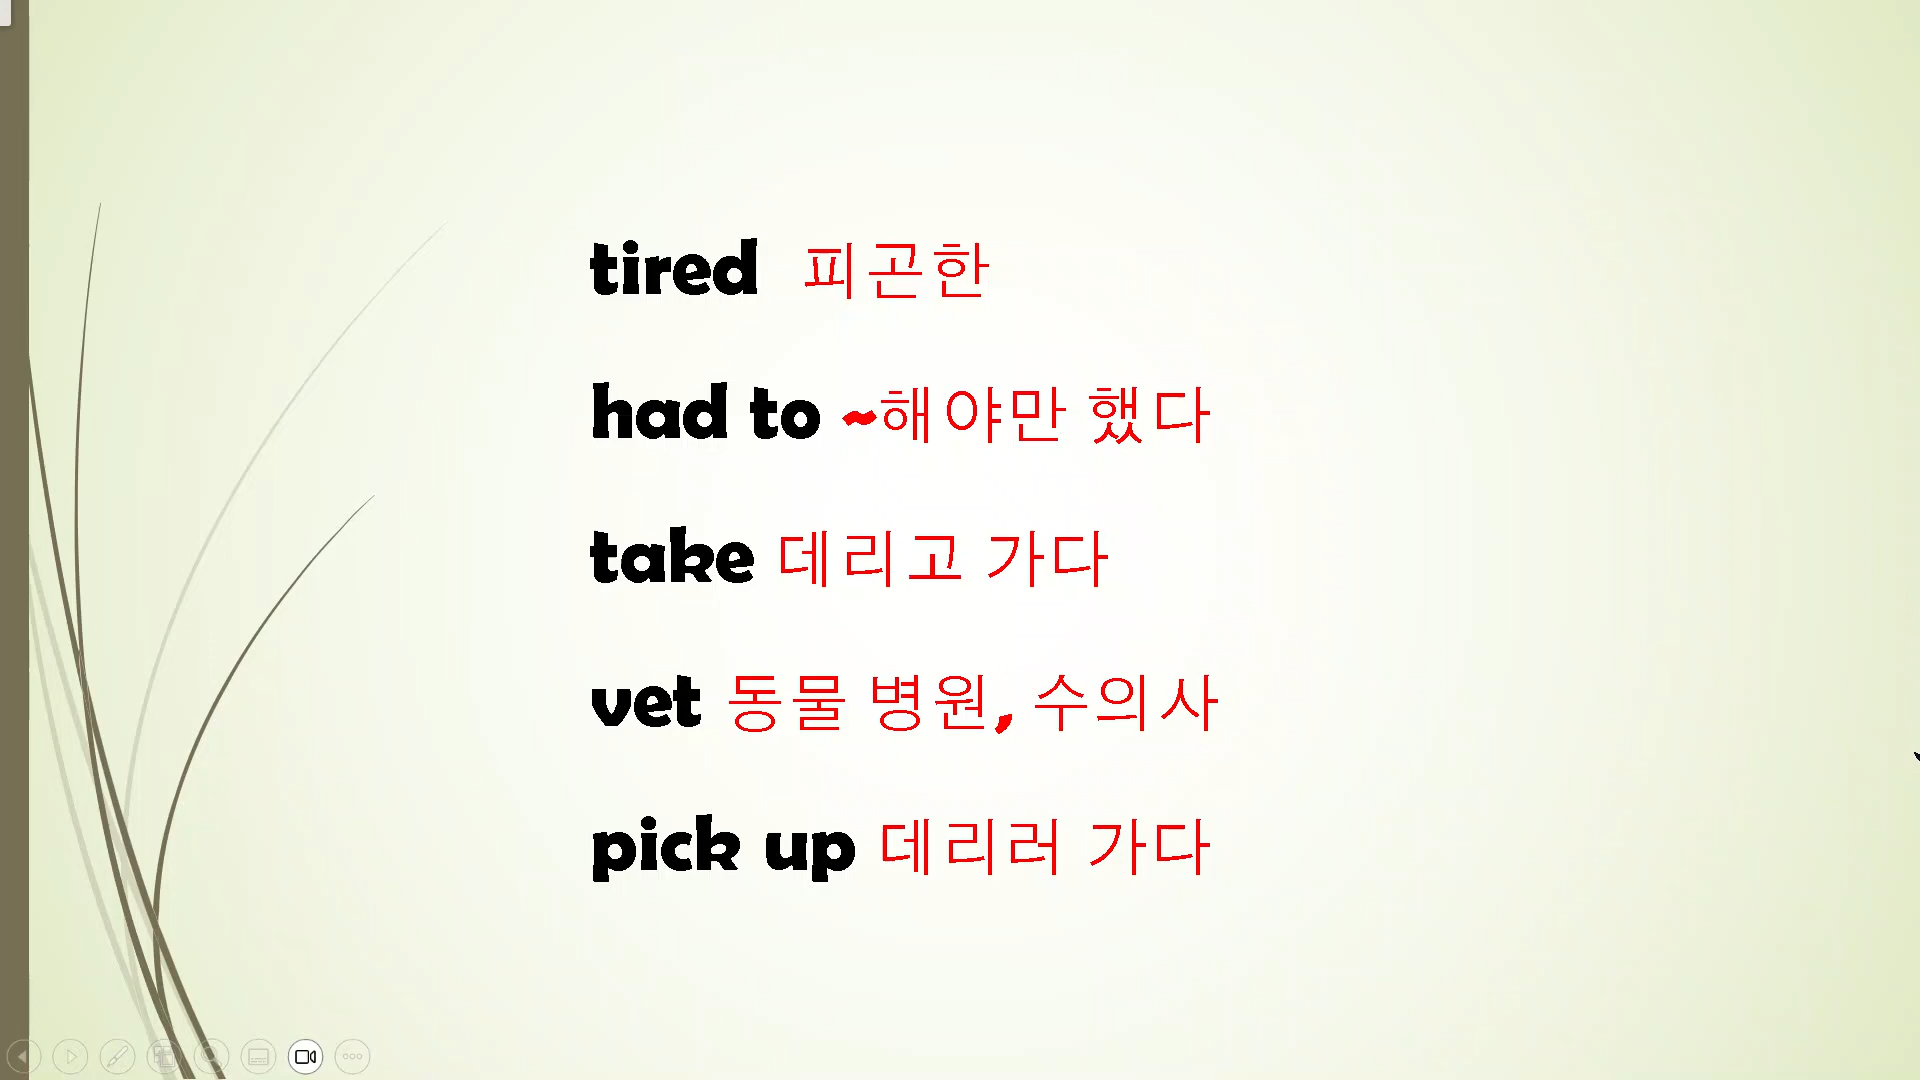 tired 피곤한
had to ~해야만 했다
take 데리고 가다
vet 동물 병원, 수의사
pick up 데리러 가다